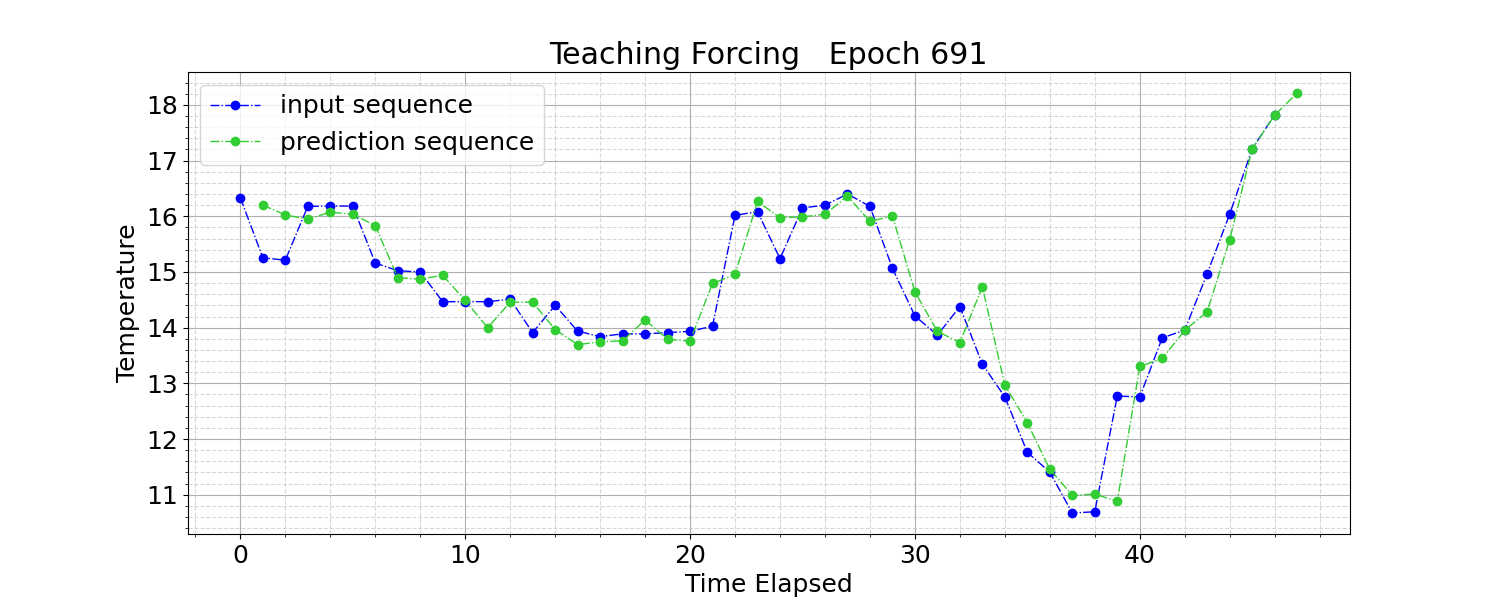 Teaching Forcing   Epoch 691
input sequence
prediction sequence
Temperature
18
17
16
15
14
13
12
11
0 10 20 30 40
Time Elapsed